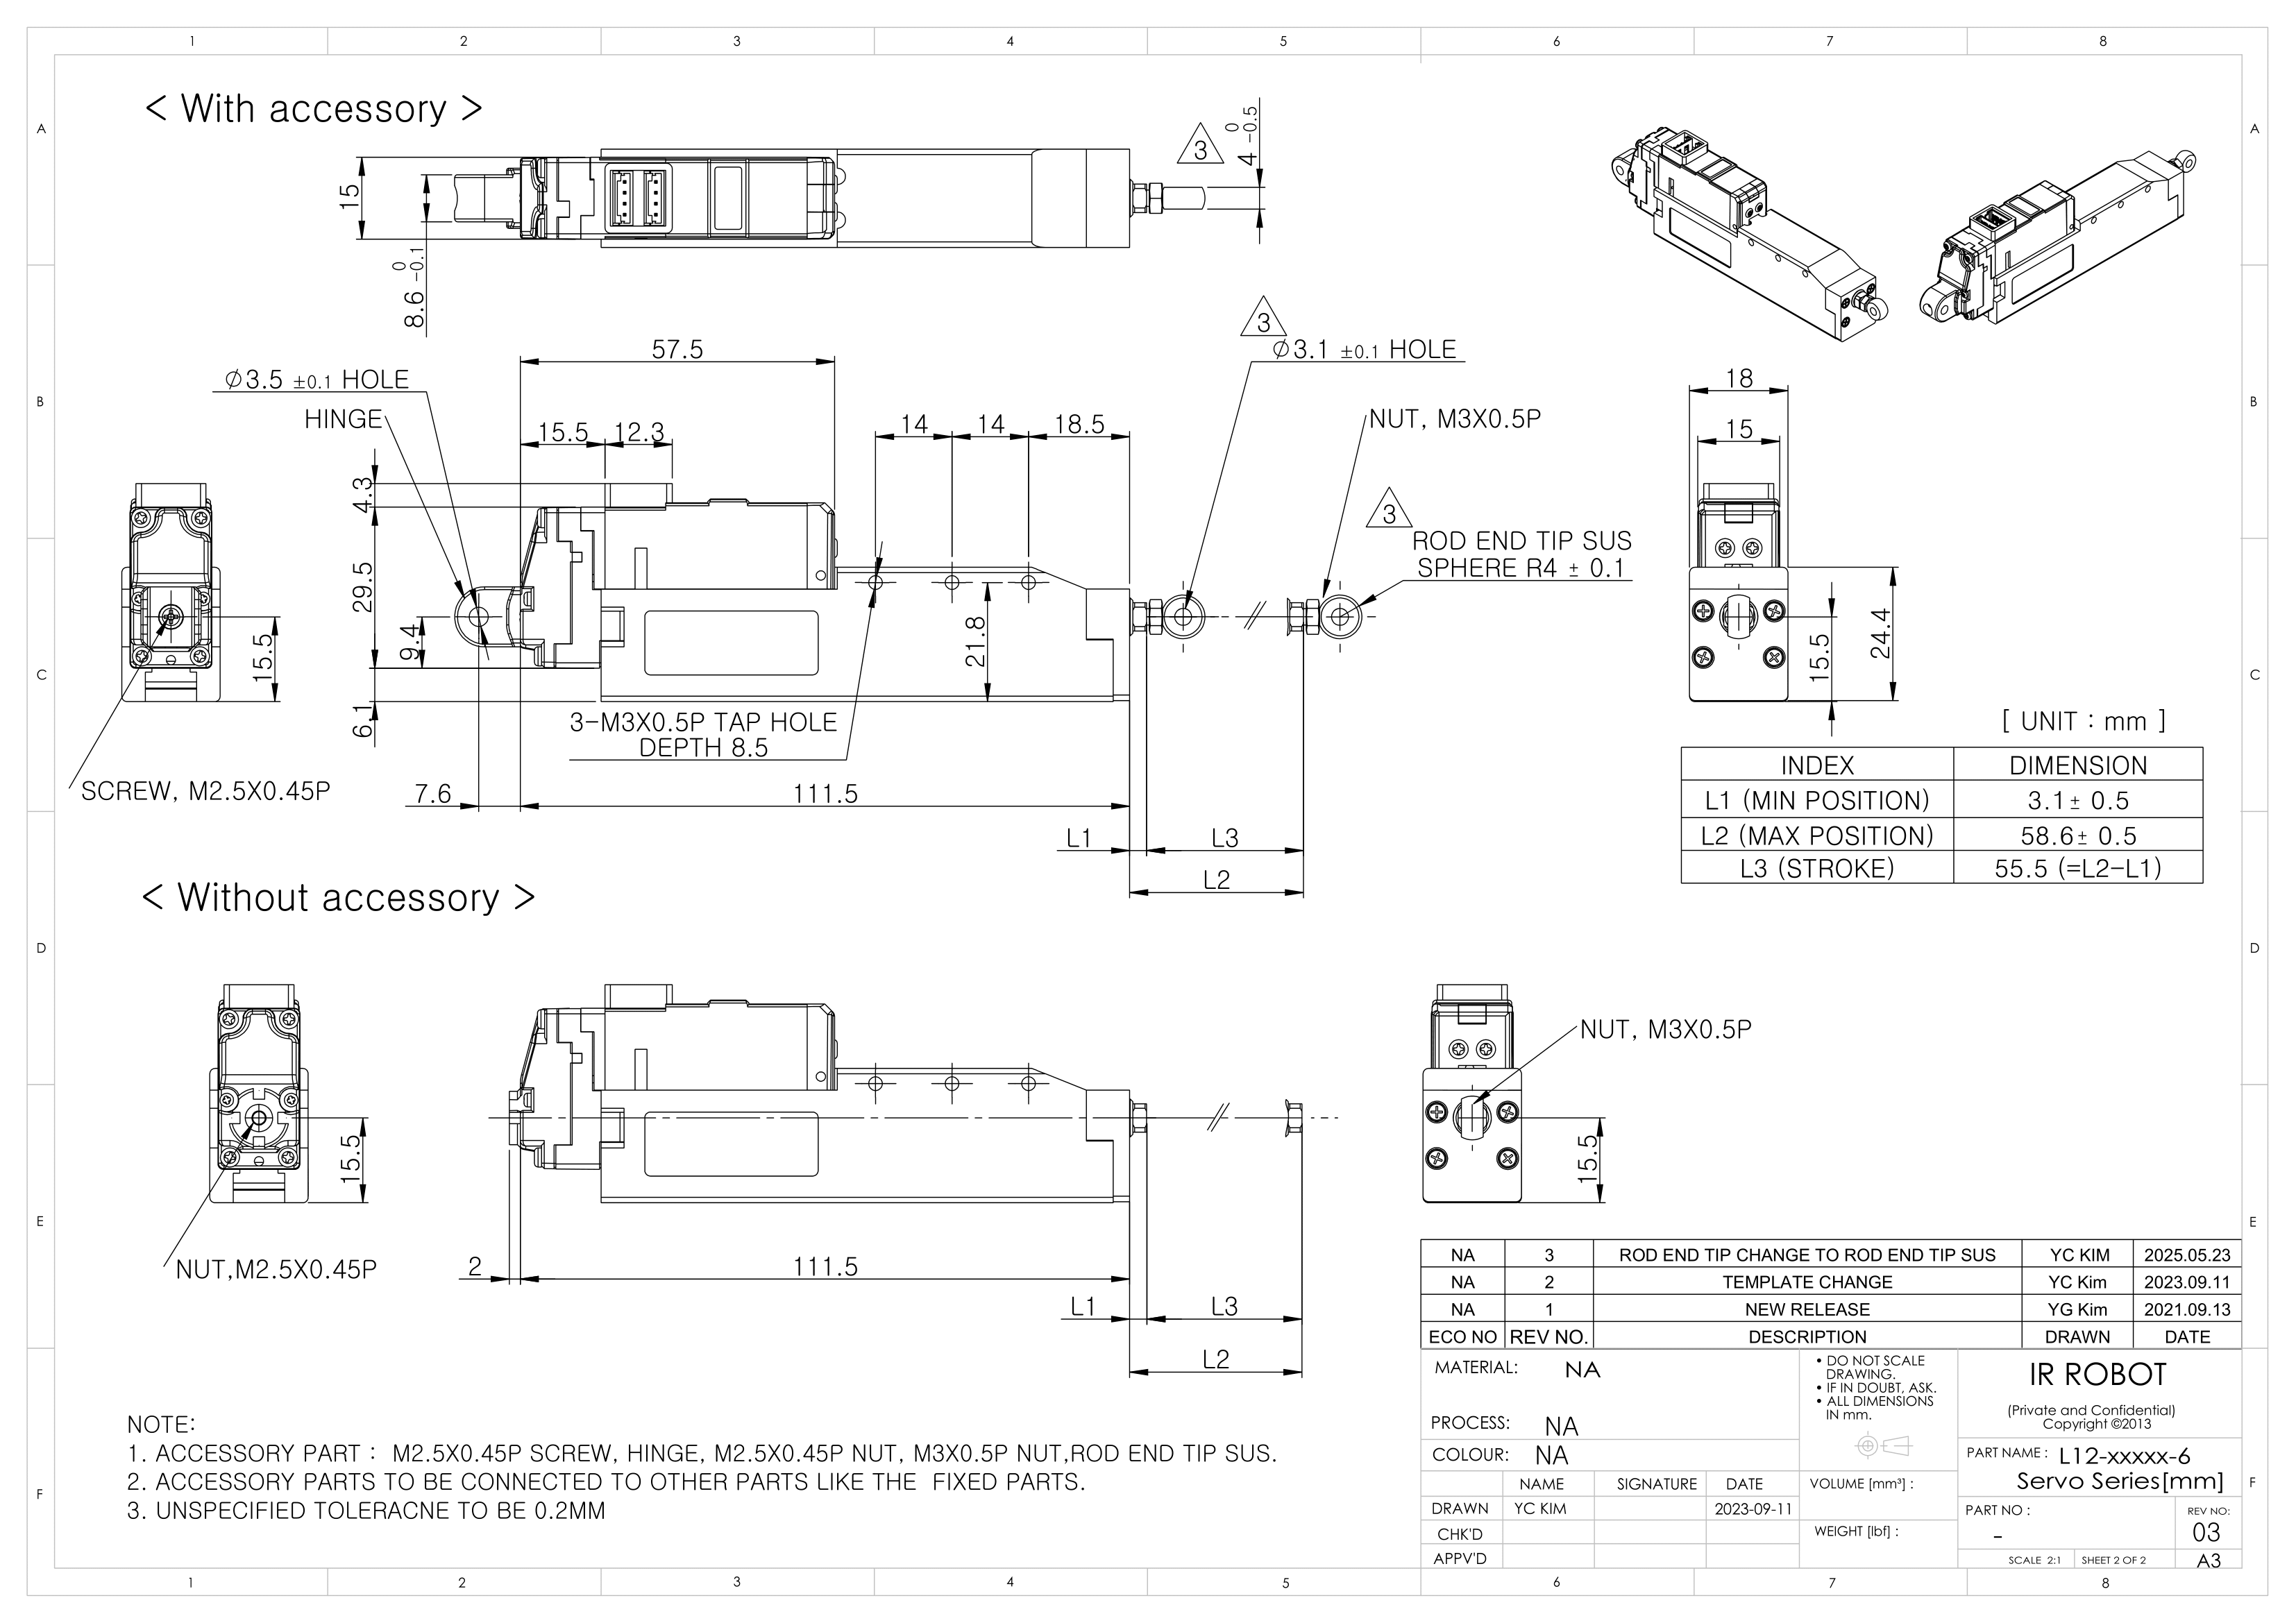 1 2 3 4 5 6 7 8
A
B
C
D
E
F
A
B
C
D
E
F
< With accessory >
15
8.6 0 -0.1
3
4 0 -0.5
3
Ø3.1 ±0.1 HOLE
57.5
Ø3.5 ±0.1 HOLE
HINGE
15.5 12.3
14 14 18.5
NUT, M3X0.5P
18
15
4.3
29.5
9.4
6.1
15.5
21.8
3
ROD END TIP SUS
SPHERE R4 ± 0.1
15.5
24.4
3-M3X0.5P TAP HOLE
DEPTH 8.5
SCREW, M2.5X0.45P
7.6
111.5
L1
L3
L2
[ UNIT : mm ]
INDEX DIMENSION
L1 (MIN POSITION) 3.1± 0.5
L2 (MAX POSITION) 58.6± 0.5
L3 (STROKE) 55.5 (=L2-L1)
< Without accessory >
15.5
NUT,M2.5X0.45P
2
111.5
L1
L3
L2
NUT, M3X0.5P
15.5
NOTE:
1. ACCESSORY PART : M2.5X0.45P SCREW, HINGE, M2.5X0.45P NUT, M3X0.5P NUT,ROD END TIP SUS.
2. ACCESSORY PARTS TO BE CONNECTED TO OTHER PARTS LIKE THE FIXED PARTS.
3. UNSPECIFIED TOLERACNE TO BE 0.2MM
NA 3 ROD END TIP CHANGE TO ROD END TIP SUS YC KIM 2025.05.23
NA 2 TEMPLATE CHANGE YC Kim 2023.09.11
NA 1 NEW RELEASE YG Kim 2021.09.13
ECO NO REV NO. DESCRIPTION DRAWN DATE
MATERIAL: NA
PROCESS: NA
COLOUR: NA
• DO NOT SCALE
DRAWING.
• IF IN DOUBT, ASK.
• ALL DIMENSIONS
IN mm.
IR ROBOT
(Private and Confidential)
Copyright ©2013
PART NAME : L12-xxxxx-6
Servo Series[mm]
NAME SIGNATURE DATE
DRAWN YC KIM 2023-09-11
CHK'D
APPV'D
VOLUME [mm³] :
WEIGHT [lbf] :
PART NO :
-
REV NO:
03
SCALE 2:1 SHEET 2 OF 2 A3
1 2 3 4 5 6 7 8